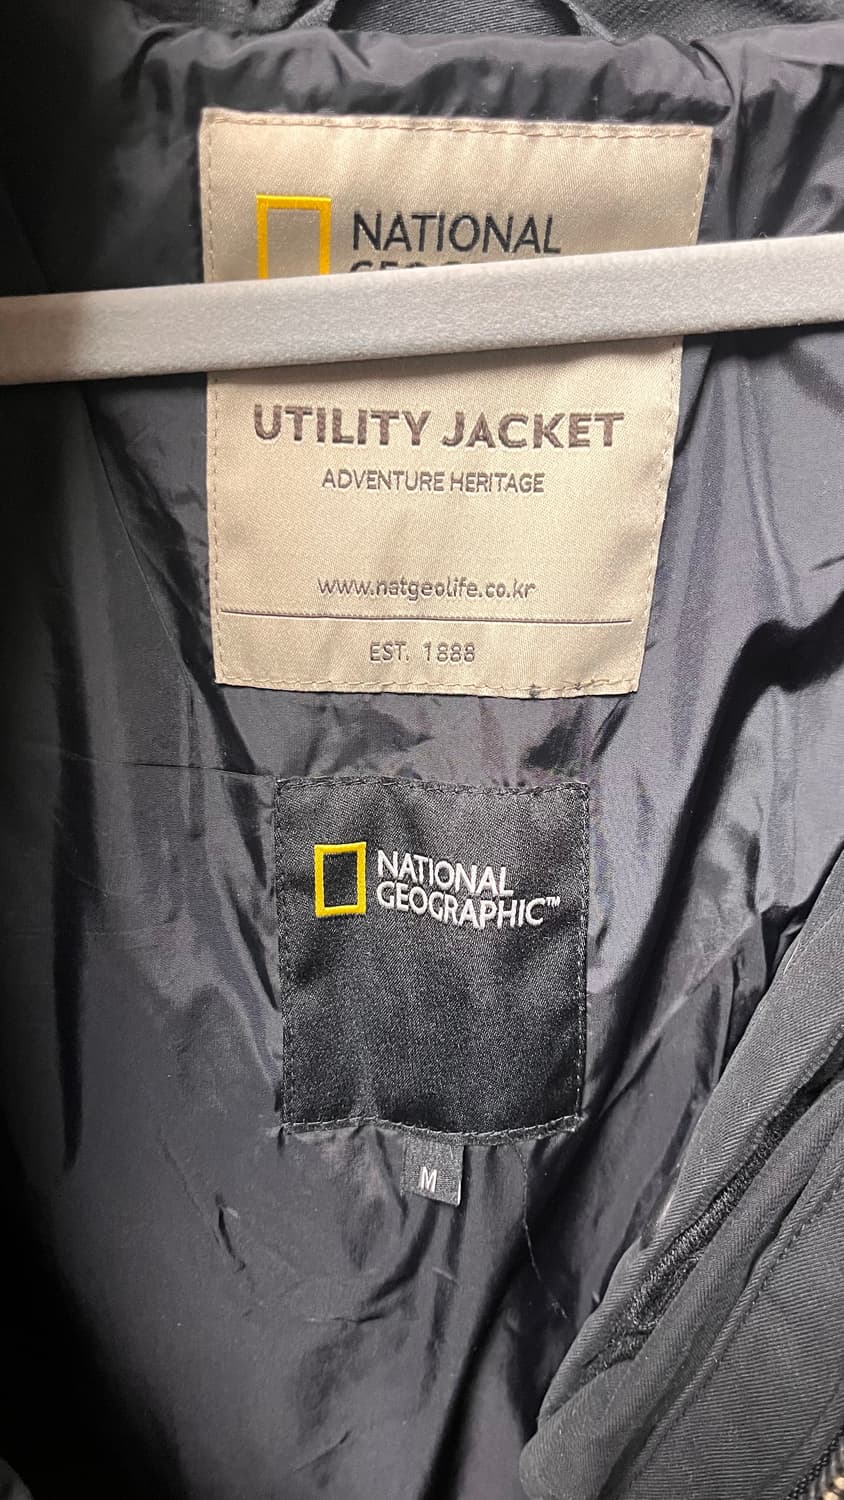 NATIONAL
UTILITY JACKET
ADVENTURE HERITAGE
www.natgeolife.co.kr
EST. 1888
NATIONAL
GEOGRAPHIC™
M